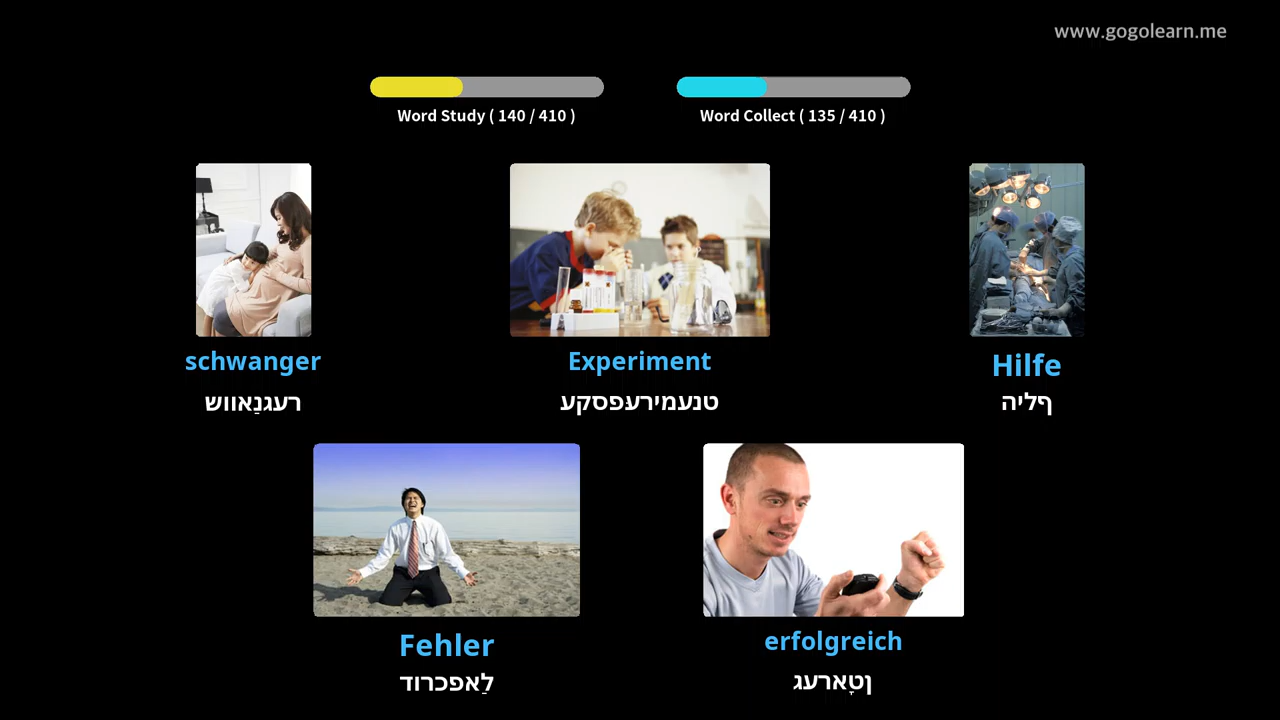 www.gogolearn.me
Word Study ( 140 / 410 )
Word Collect ( 135 / 410 )
schwanger
רעגנַאווש
Experiment
טנעמירעפסקע
Hilfe
ףליה
Fehler
לַאפכרוד
erfolgreich
ןטָארעג